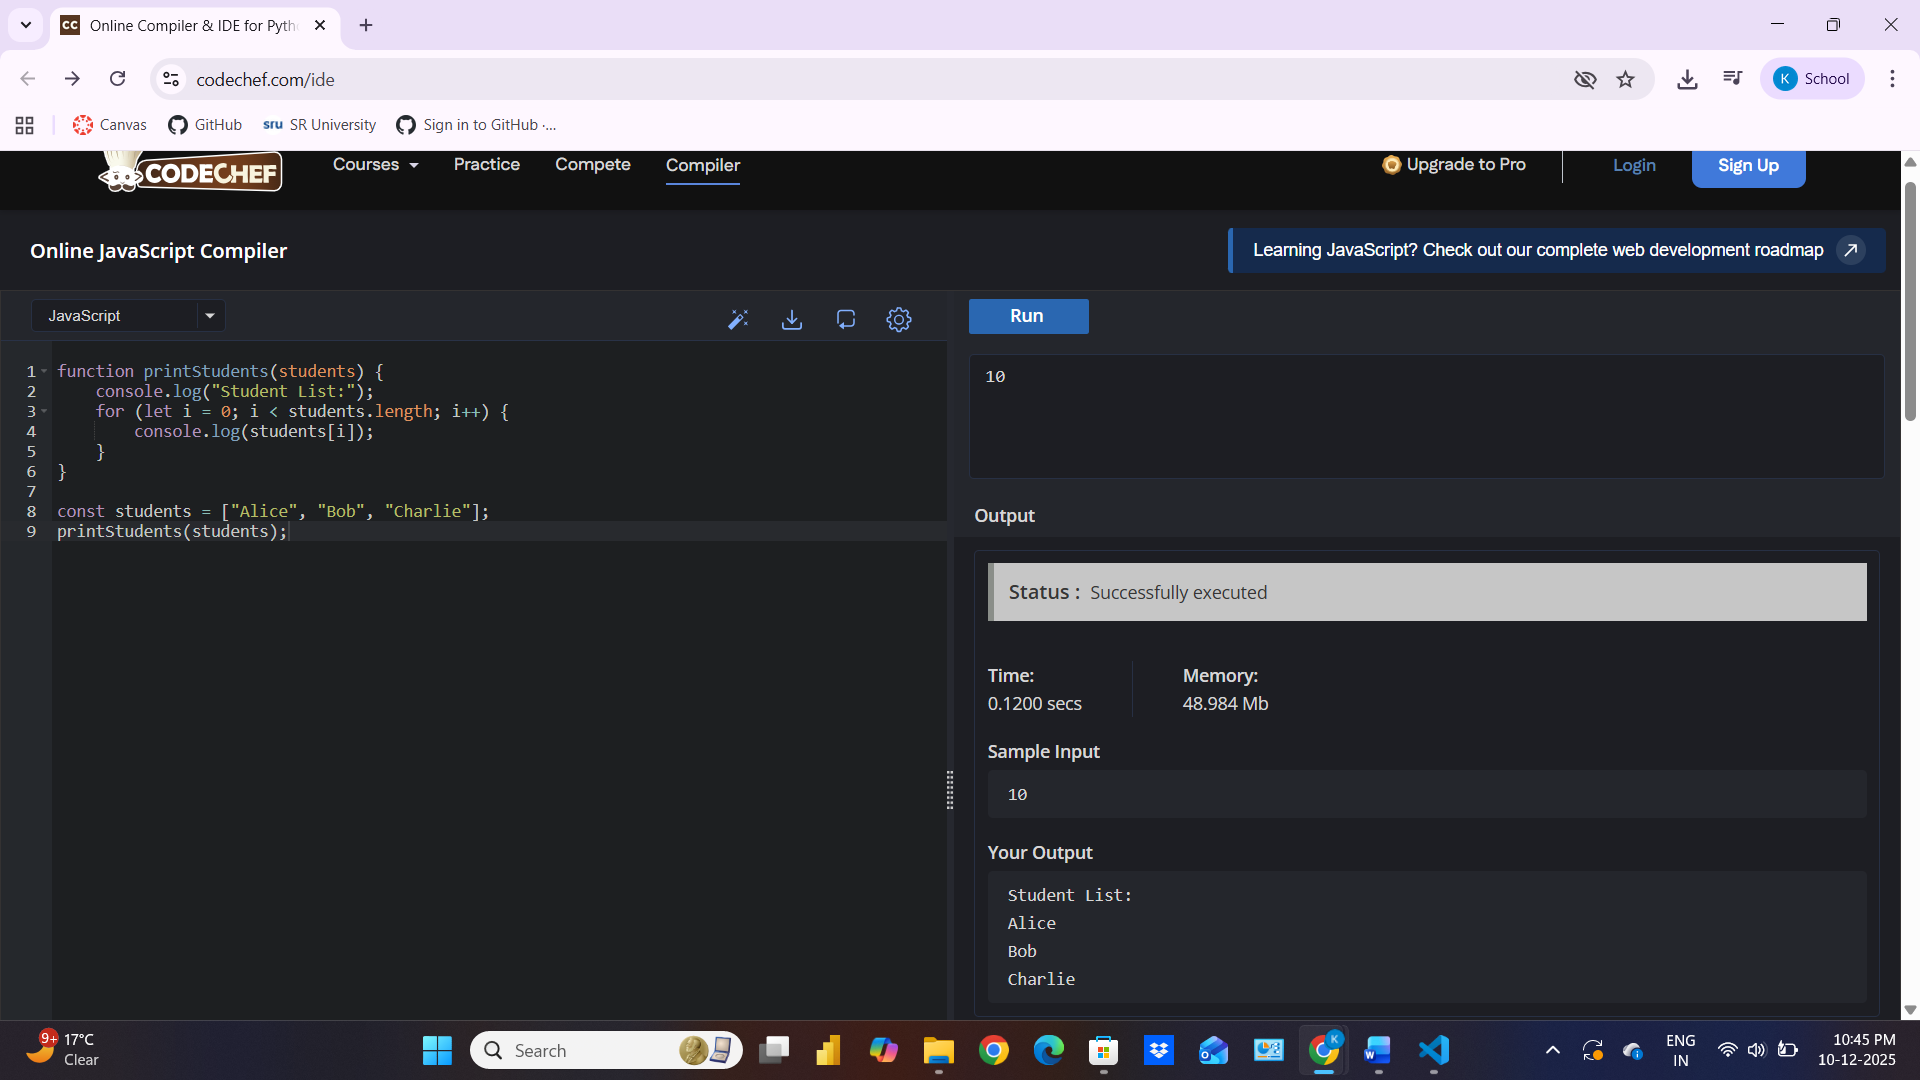 CC Online Compiler & IDE for Pyth
codechef.com/ide
K School
Canvas GitHub sru SR University Sign in to GitHub ·...
CODECHEF Courses Practice Compete Compiler Upgrade to Pro Login Sign Up
Online JavaScript Compiler
Learning JavaScript? Check out our complete web development roadmap
JavaScript
1 function printStudents(students) {
2     console.log("Student List:");
3     for (let i = 0; i < students.length; i++) {
4         console.log(students[i]);
5     }
6 }
7
8 const students = ["Alice", "Bob", "Charlie"];
9 printStudents(students);
Run
10
Output
Status : Successfully executed
Time: Memory:
0.1200 secs 48.984 Mb
Sample Input
10
Your Output
Student List:
Alice
Bob
Charlie
9+ 17°C
Clear
Search
K
W
ENG
IN
10:45 PM
10-12-2025